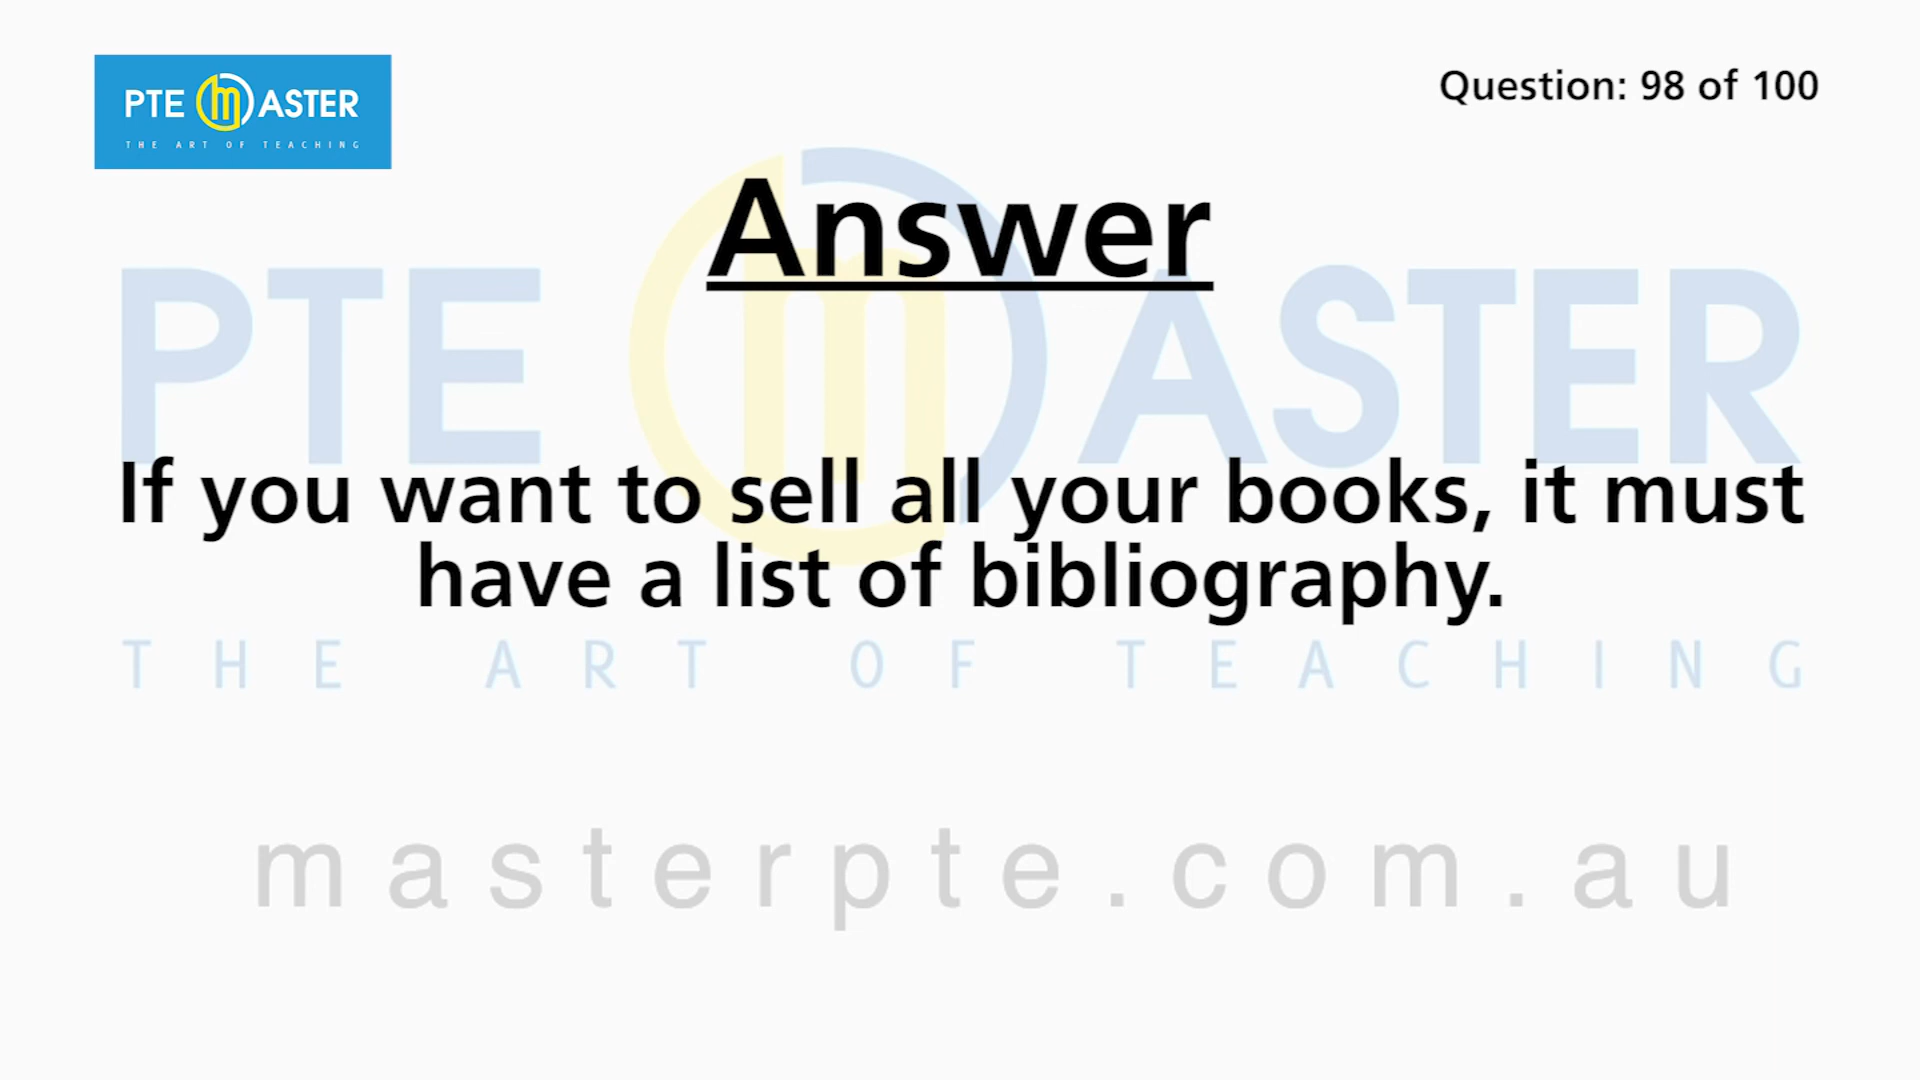 PTE MASTER
THE ART OF TEACHING
Question: 98 of 100
Answer
PTE MASTER
If you want to sell all your books, it must
have a list of bibliography.
THE ART OF TEACHING
masterpte.com.au